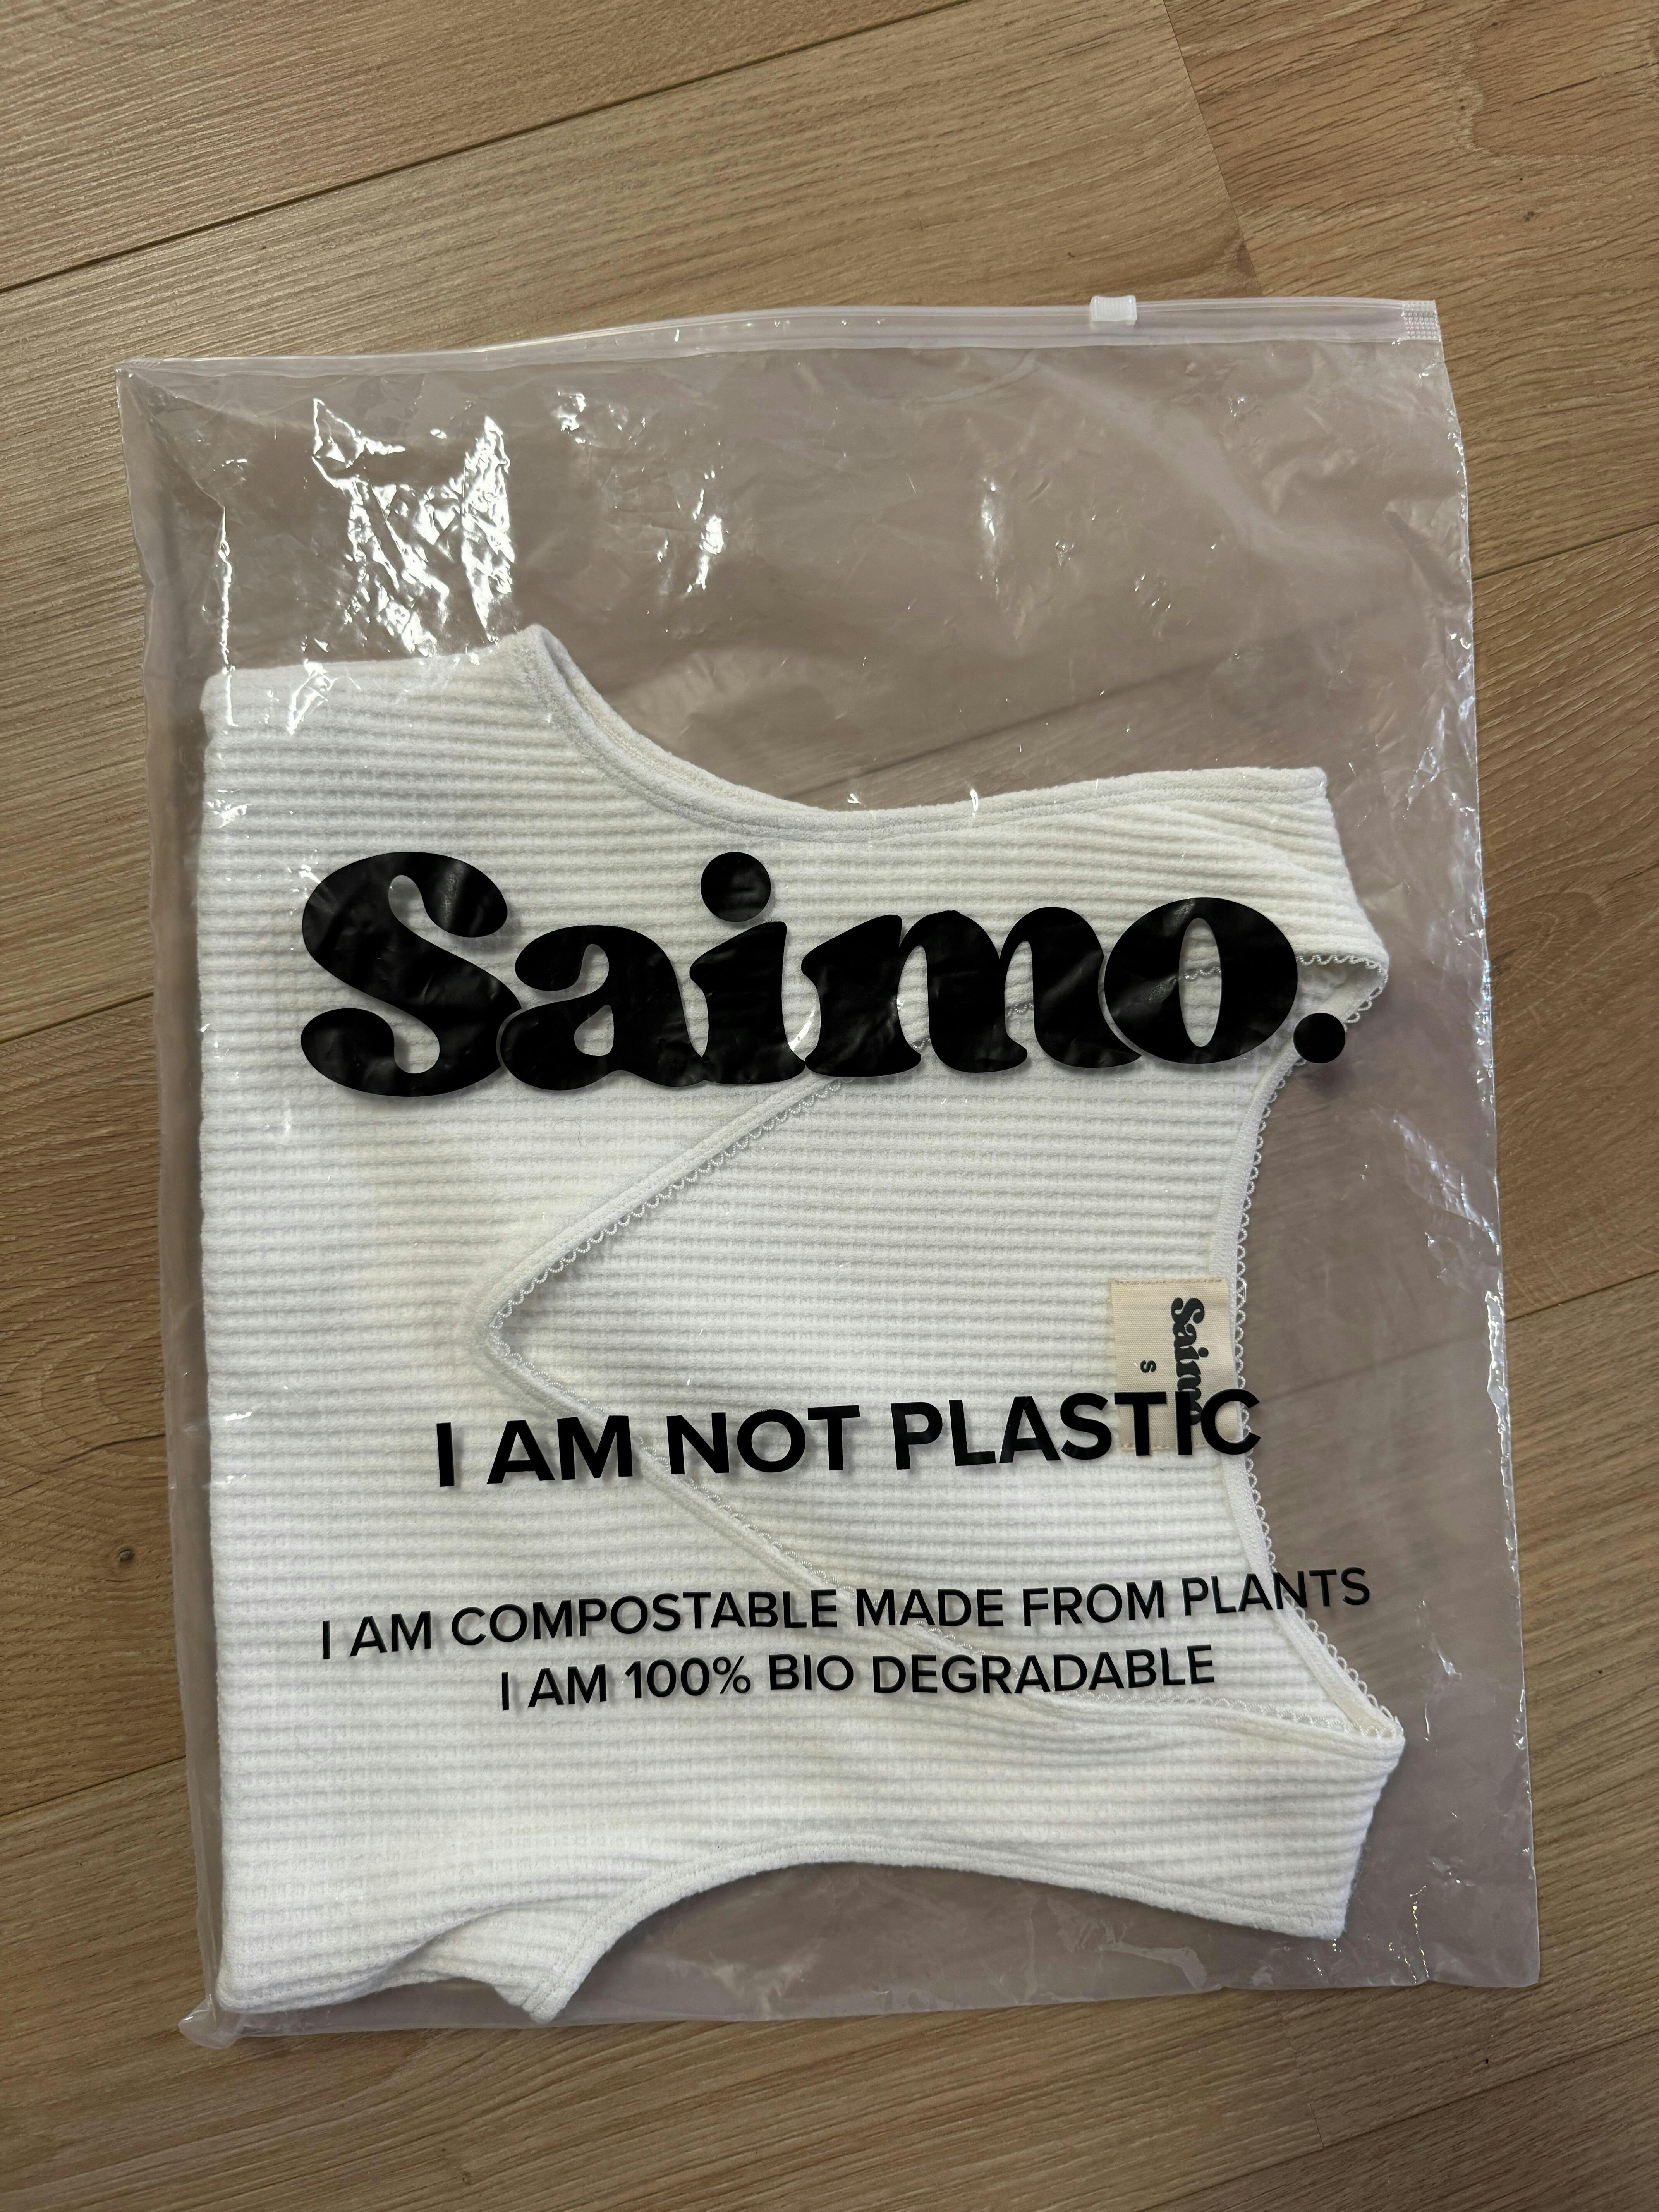 Saimo.
Saimo
S
I AM NOT PLASTIC
I AM COMPOSTABLE MADE FROM PLANTS
I AM 100% BIO DEGRADABLE